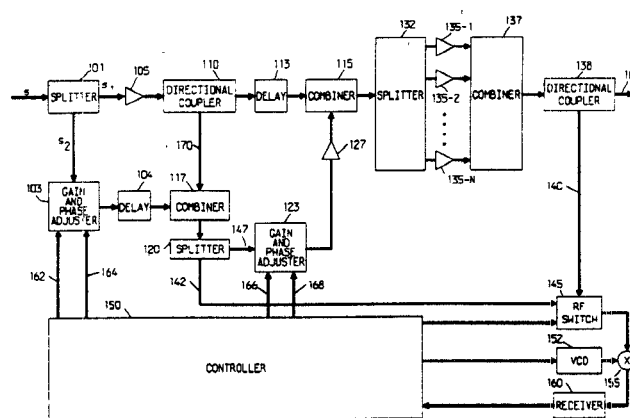 132
137
135-1
101
105
110
113
115
138
S
SPLITTER
S1
DIRECTIONAL
COUPLER
DELAY
COMBINER
SPLITTER
135-2
COMBINER
DIRECTIONAL
COUPLER
S2
170
127
135-N
103
104
117
GAIN
AND
PHASE
ADJUSTER
DELAY
COMBINER
123
140
147
GAIN
AND PHASE
ADJUSTER
120
SPLITTER
145
162
164
142
166
168
RF
SWITCH
150
152
VCO
X
155
CONTROLLER
160
RECEIVER